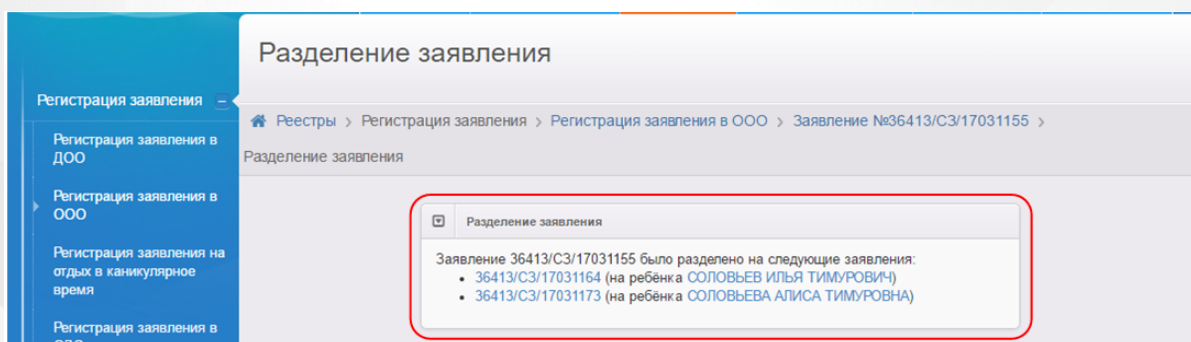 Разделение заявления
Регистрация заявления
Реестры > Регистрация заявления > Регистрация заявления в ООО > Заявление №36413/СЗ/17031155 >
Разделение заявления
Регистрация заявления в
ДОО
Регистрация заявления в
ООО
Регистрация заявления на
отдых в каникулярное
время
Регистрация заявления в
Разделение заявления
Заявление 36413/СЗ/17031155 было разделено на следующие заявления:
• 36413/СЗ/17031164 (на ребёнка СОЛОВЬЕВ ИЛЬЯ ТИМУРОВИЧ)
• 36413/СЗ/17031173 (на ребёнка СОЛОВЬЕВА АЛИСА ТИМУРОВНА)